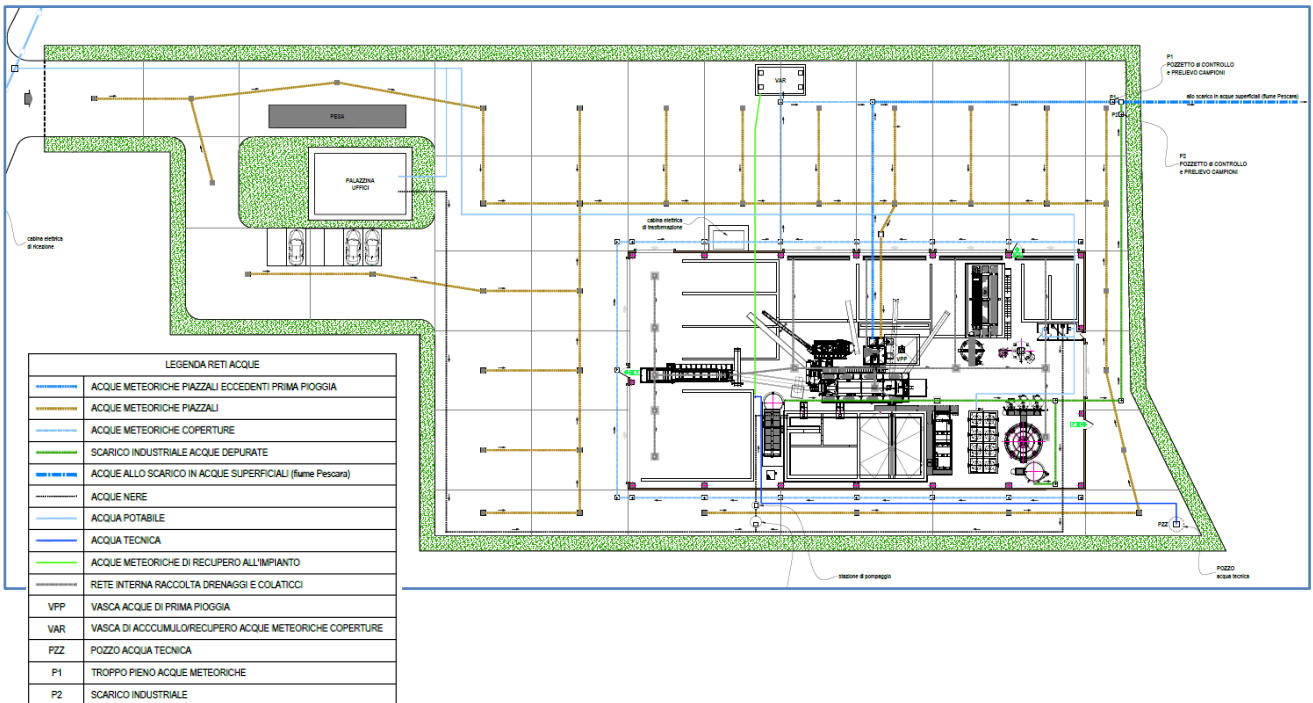 P1
POZZETTO di CONTROLLO
e PRELIEVO CAMPIONI
VAR
P1
allo scarico in acque superficiali (fiume Pescara)
P2
PESA
P2
POZZETTO di CONTROLLO
e PRELIEVO CAMPIONI
PALAZZINA
UFFICI
cabina elettrica
di trasformazione
cabina elettrica
di ricezione
VPP
PZZ
POZZO
acqua tecnica
stazione di pompaggio
LEGENDA RETI ACQUE
ACQUE METEORICHE PIAZZALI ECCEDENTI PRIMA PIOGGIA
ACQUE METEORICHE PIAZZALI
ACQUE METEORICHE COPERTURE
SCARICO INDUSTRIALE ACQUE DEPURATE
ACQUE ALLO SCARICO IN ACQUE SUPERFICIALI (fiume Pescara)
ACQUE NERE
ACQUA POTABILE
ACQUA TECNICA
ACQUE METEORICHE DI RECUPERO ALL'IMPIANTO
RETE INTERNA RACCOLTA DRENAGGI E COLATICCI
VPP VASCA ACQUE DI PRIMA PIOGGIA
VAR VASCA DI ACCCUMULO/RECUPERO ACQUE METEORICHE COPERTURE
PZZ POZZO ACQUA TECNICA
P1 TROPPO PIENO ACQUE METEORICHE
P2 SCARICO INDUSTRIALE